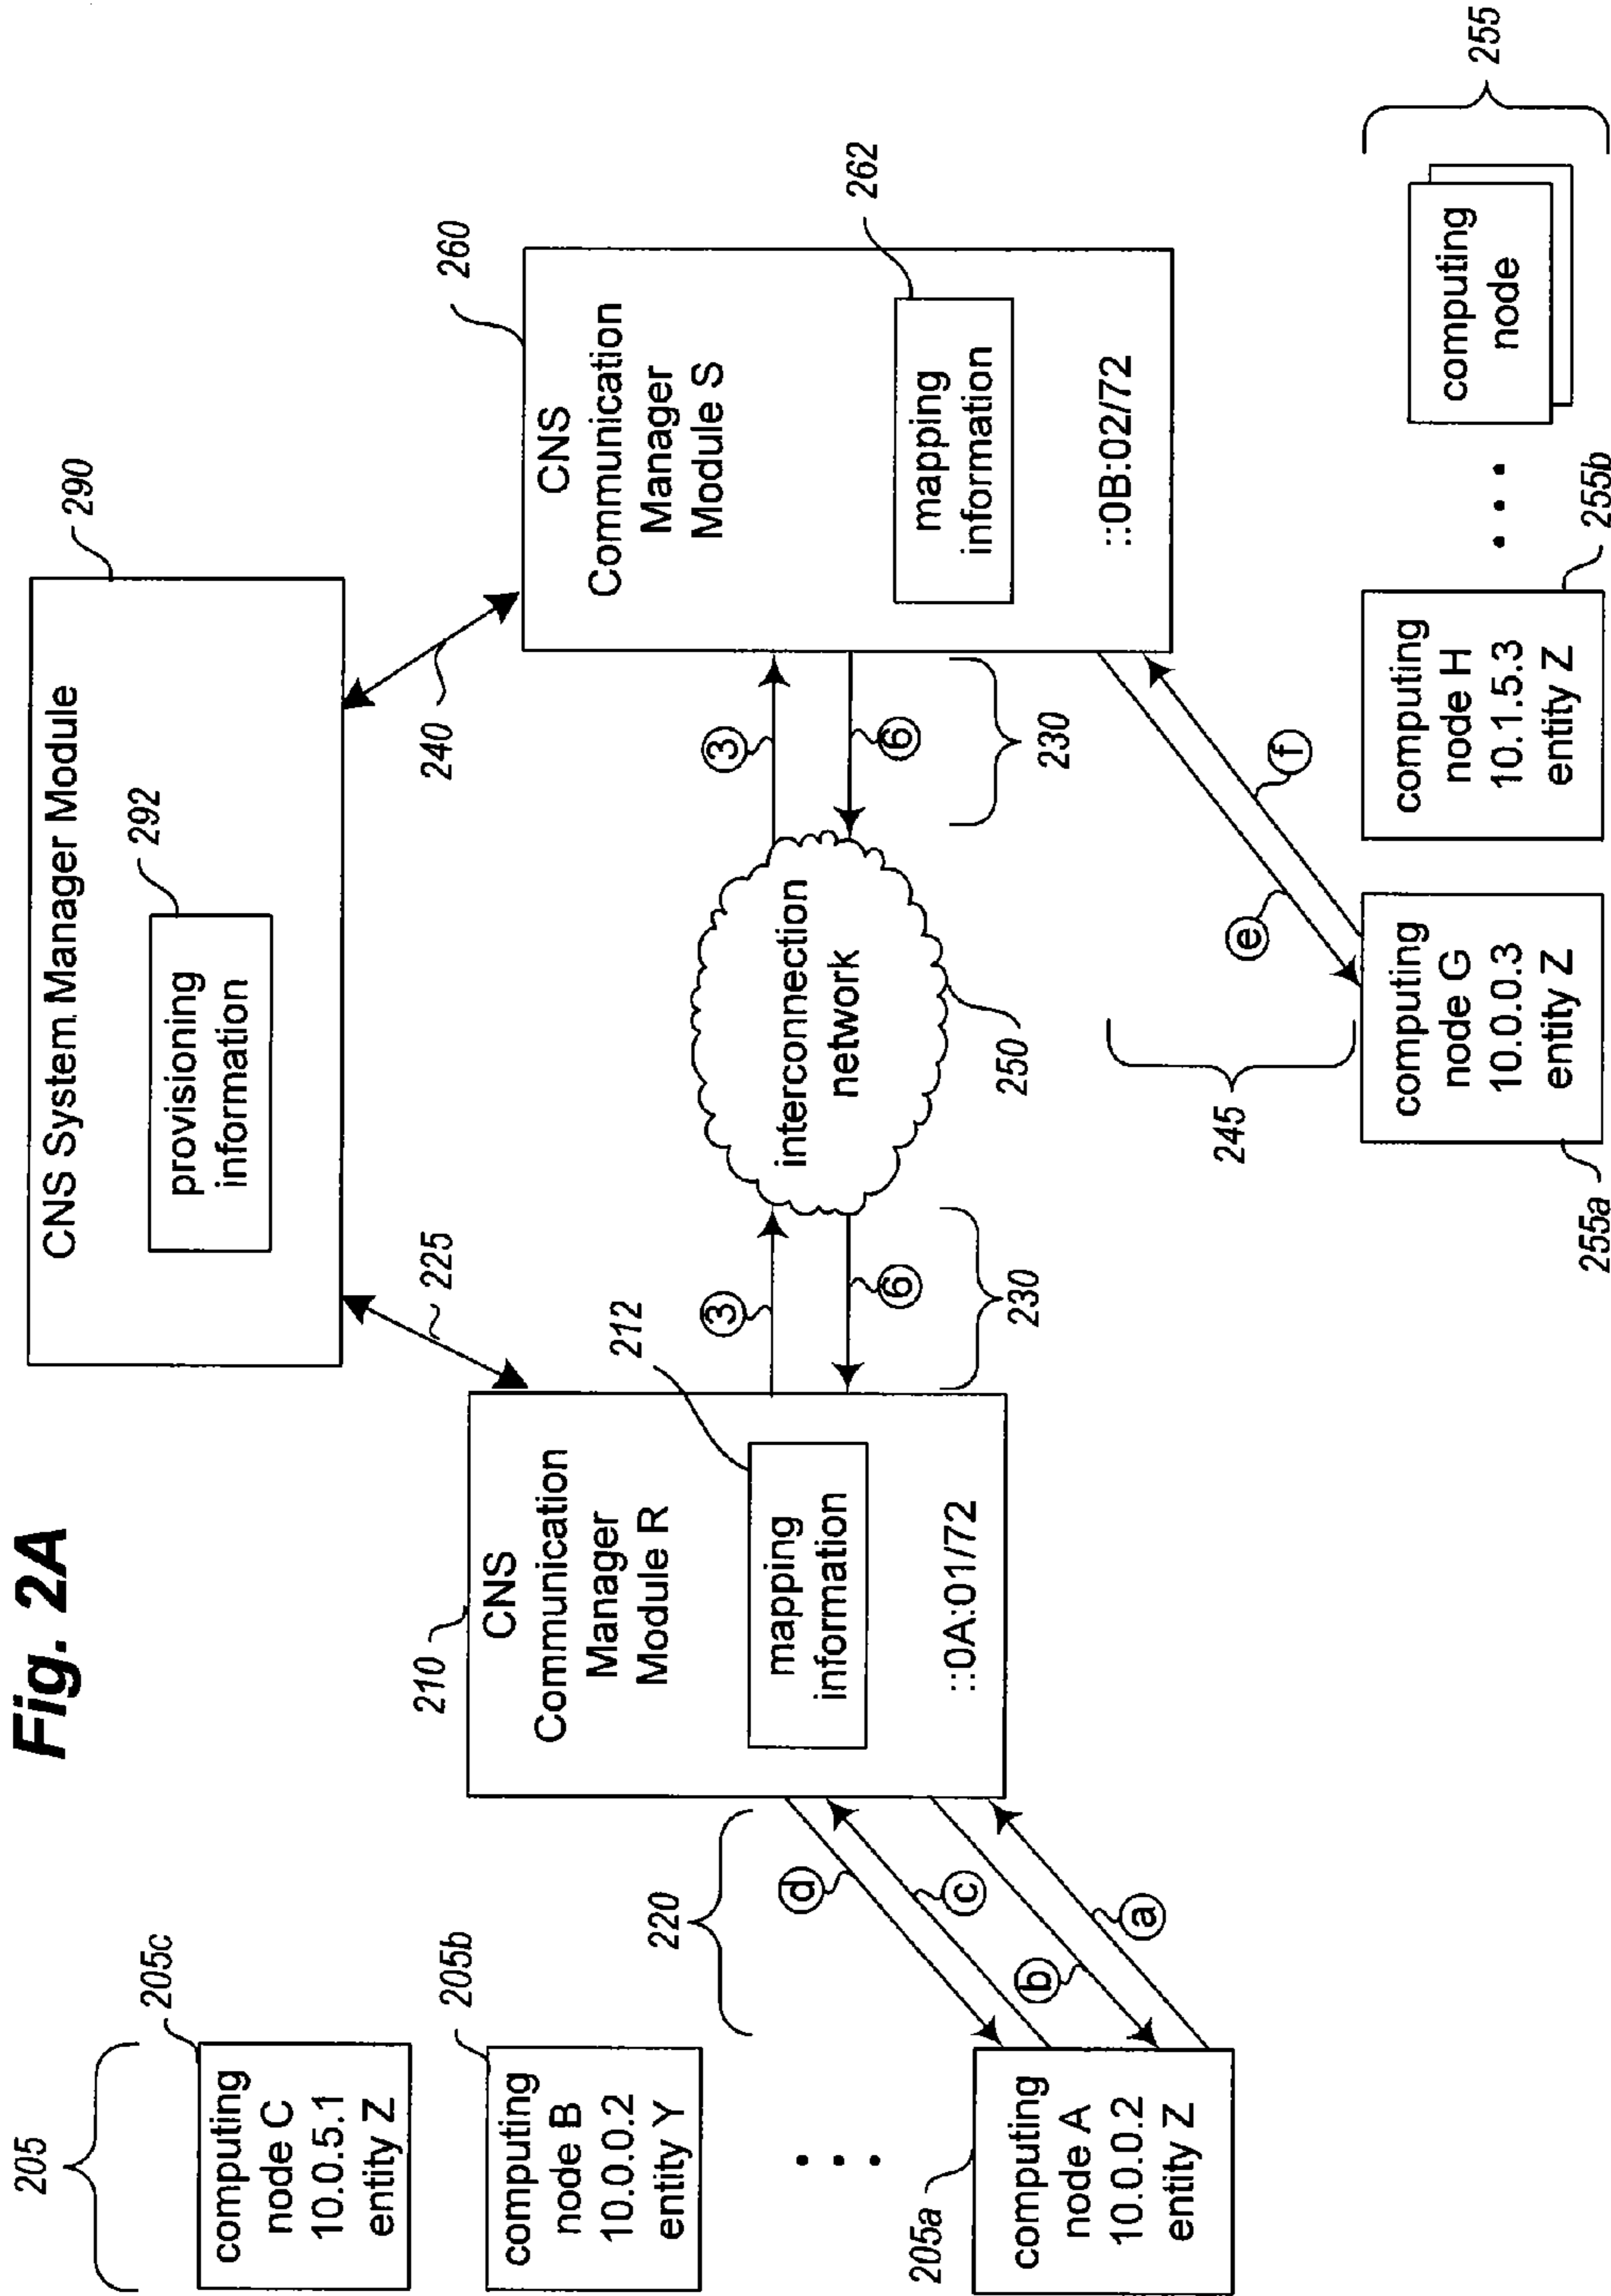 Fig. 2A
CNS System Manager Module
290
provisioning
information
292
225
240
205
205c
computing
node C
10.0.5.1
entity Z
205b
computing
node B
10.0.0.2
entity Y
205a
computing
node A
10.0.0.2
entity Z
220
d
c
b
a
210
CNS
Communication
Manager
Module R
212
mapping
information
::0A:01/72
3
6
230
interconnection
network
250
3
6
230
260
CNS
Communication
Manager
Module S
262
mapping
information
::0B:02/72
245
e
f
255a
computing
node G
10.0.0.3
entity Z
255b
computing
node H
10.1.5.3
entity Z
computing
node
255